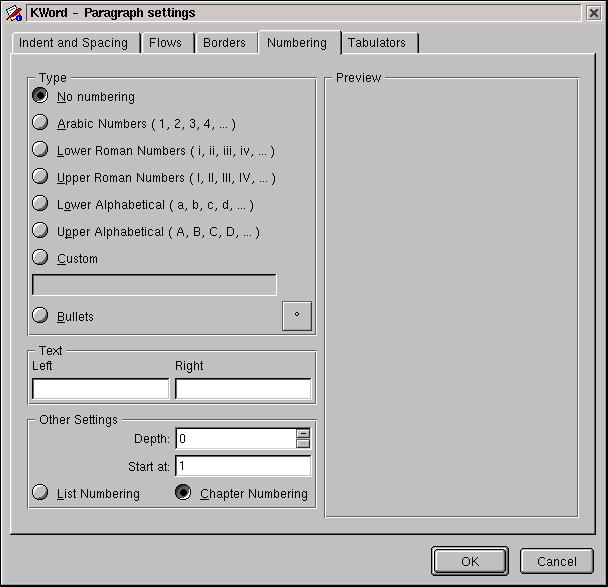 KWord - Paragraph settings
Indent and Spacing Flows Borders Numbering Tabulators
Type
No numbering
Arabic Numbers ( 1, 2, 3, 4, ... )
Lower Roman Numbers ( i, ii, iii, iv, ... )
Upper Roman Numbers ( I, II, III, IV, ... )
Lower Alphabetical ( a, b, c, d, ... )
Upper Alphabetical ( A, B, C, D, ... )
Custom
Bullets °
Text
Left Right
Other Settings
Depth: 0
Start at: 1
List Numbering Chapter Numbering
Preview
OK Cancel